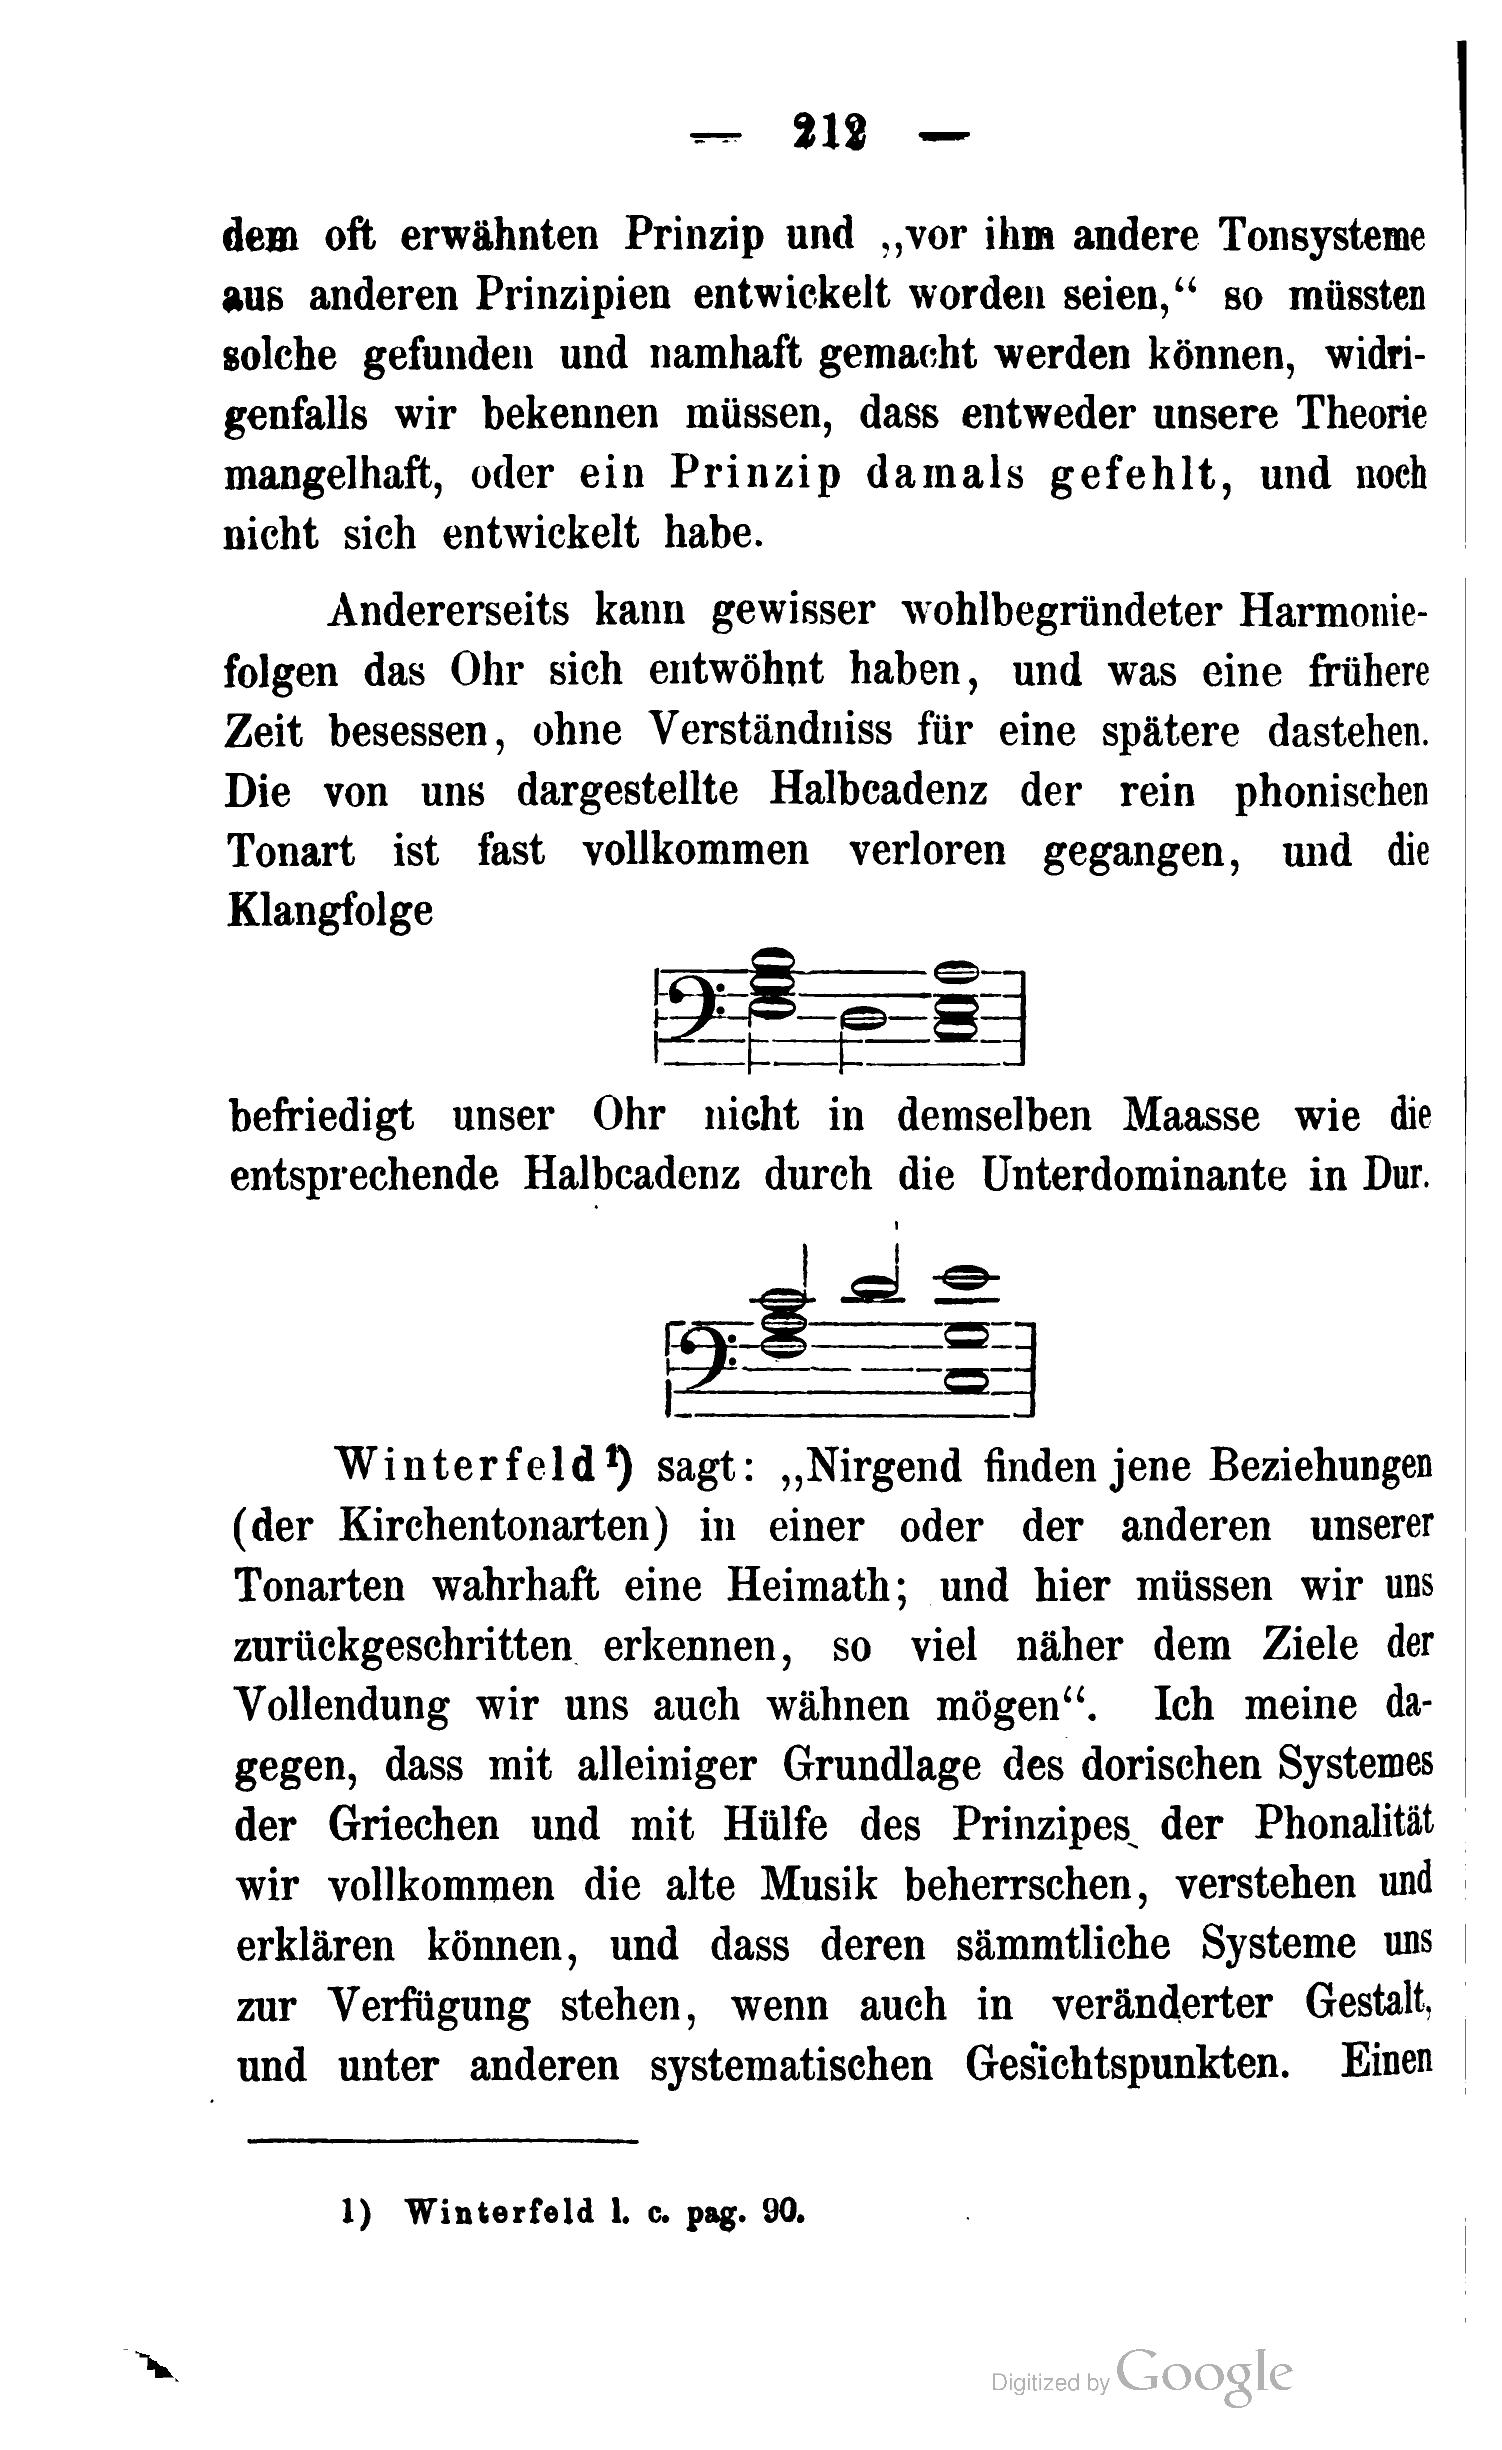 — 212 —
dem oft erwähnten Prinzip und „vor ihm andere Tonsysteme
aus anderen Prinzipien entwickelt worden seien,“ so müssten
solche gefunden und namhaft gemacht werden können, widri-
genfalls wir bekennen müssen, dass entweder unsere Theorie
mangelhaft, oder ein Prinzip damals gefehlt, und noch
nicht sich entwickelt habe.
Andererseits kann gewisser wohlbegründeter Harmonie-
folgen das Ohr sich entwöhnt haben, und was eine frühere
Zeit besessen, ohne Verständniss für eine spätere dastehen.
Die von uns dargestellte Halbcadenz der rein phonischen
Tonart ist fast vollkommen verloren gegangen, und die
Klangfolge
befriedigt unser Ohr nicht in demselben Maasse wie die
entsprechende Halbcadenz durch die Unterdominante in Dur.
Winterfeld¹) sagt: „Nirgend finden jene Beziehungen
(der Kirchentonarten) in einer oder der anderen unserer
Tonarten wahrhaft eine Heimath; und hier müssen wir uns
zurückgeschritten erkennen, so viel näher dem Ziele der
Vollendung wir uns auch wähnen mögen“. Ich meine da-
gegen, dass mit alleiniger Grundlage des dorischen Systemes
der Griechen und mit Hülfe des Prinzipes der Phonalität
wir vollkommen die alte Musik beherrschen, verstehen und
erklären können, und dass deren sämmtliche Systeme uns
zur Verfügung stehen, wenn auch in veränderter Gestalt,
und unter anderen systematischen Gesichtspunkten. Einen
1) Winterfeld l. c. pag. 90.
Digitized by Google